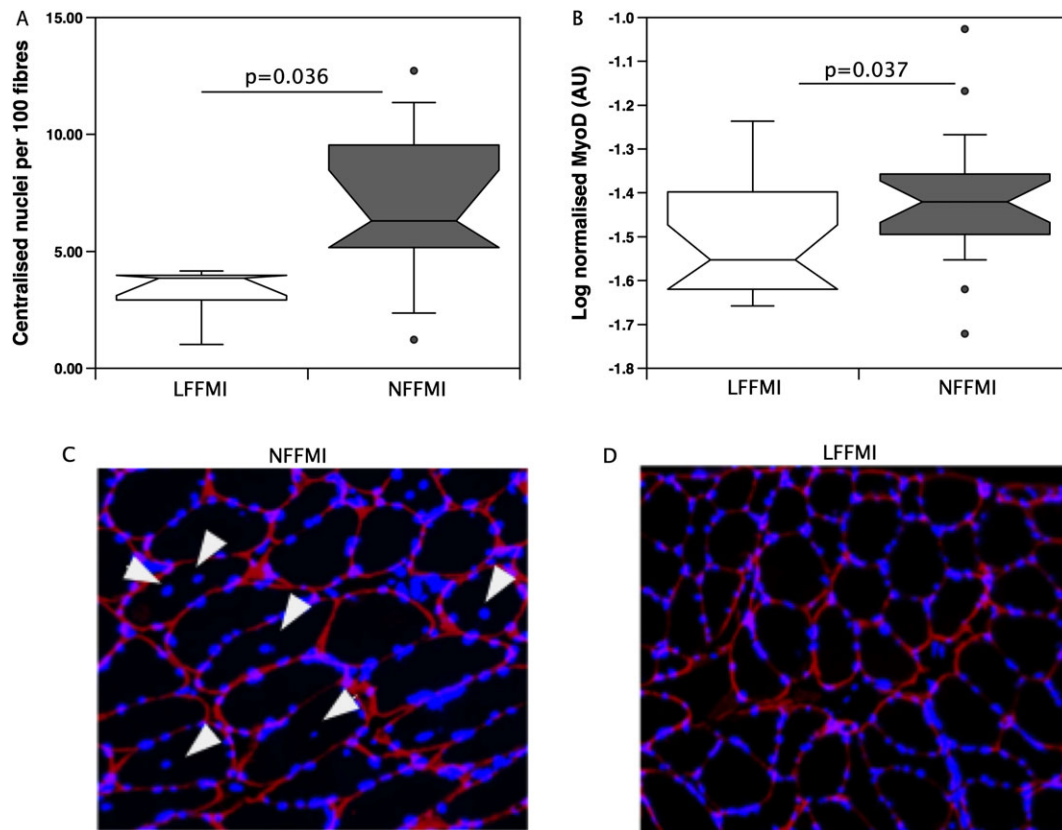 A
15.00
10.00
5.00
0.00
Centralised nuclei per 100 fibres
p=0.036
LFFMI
NFFMI
B
-1.0
-1.1
-1.2
-1.3
-1.4
-1.5
-1.6
-1.7
-1.8
Log normalised MyoD (AU)
p=0.037
LFFMI
NFFMI
C
NFFMI
D
LFFMI